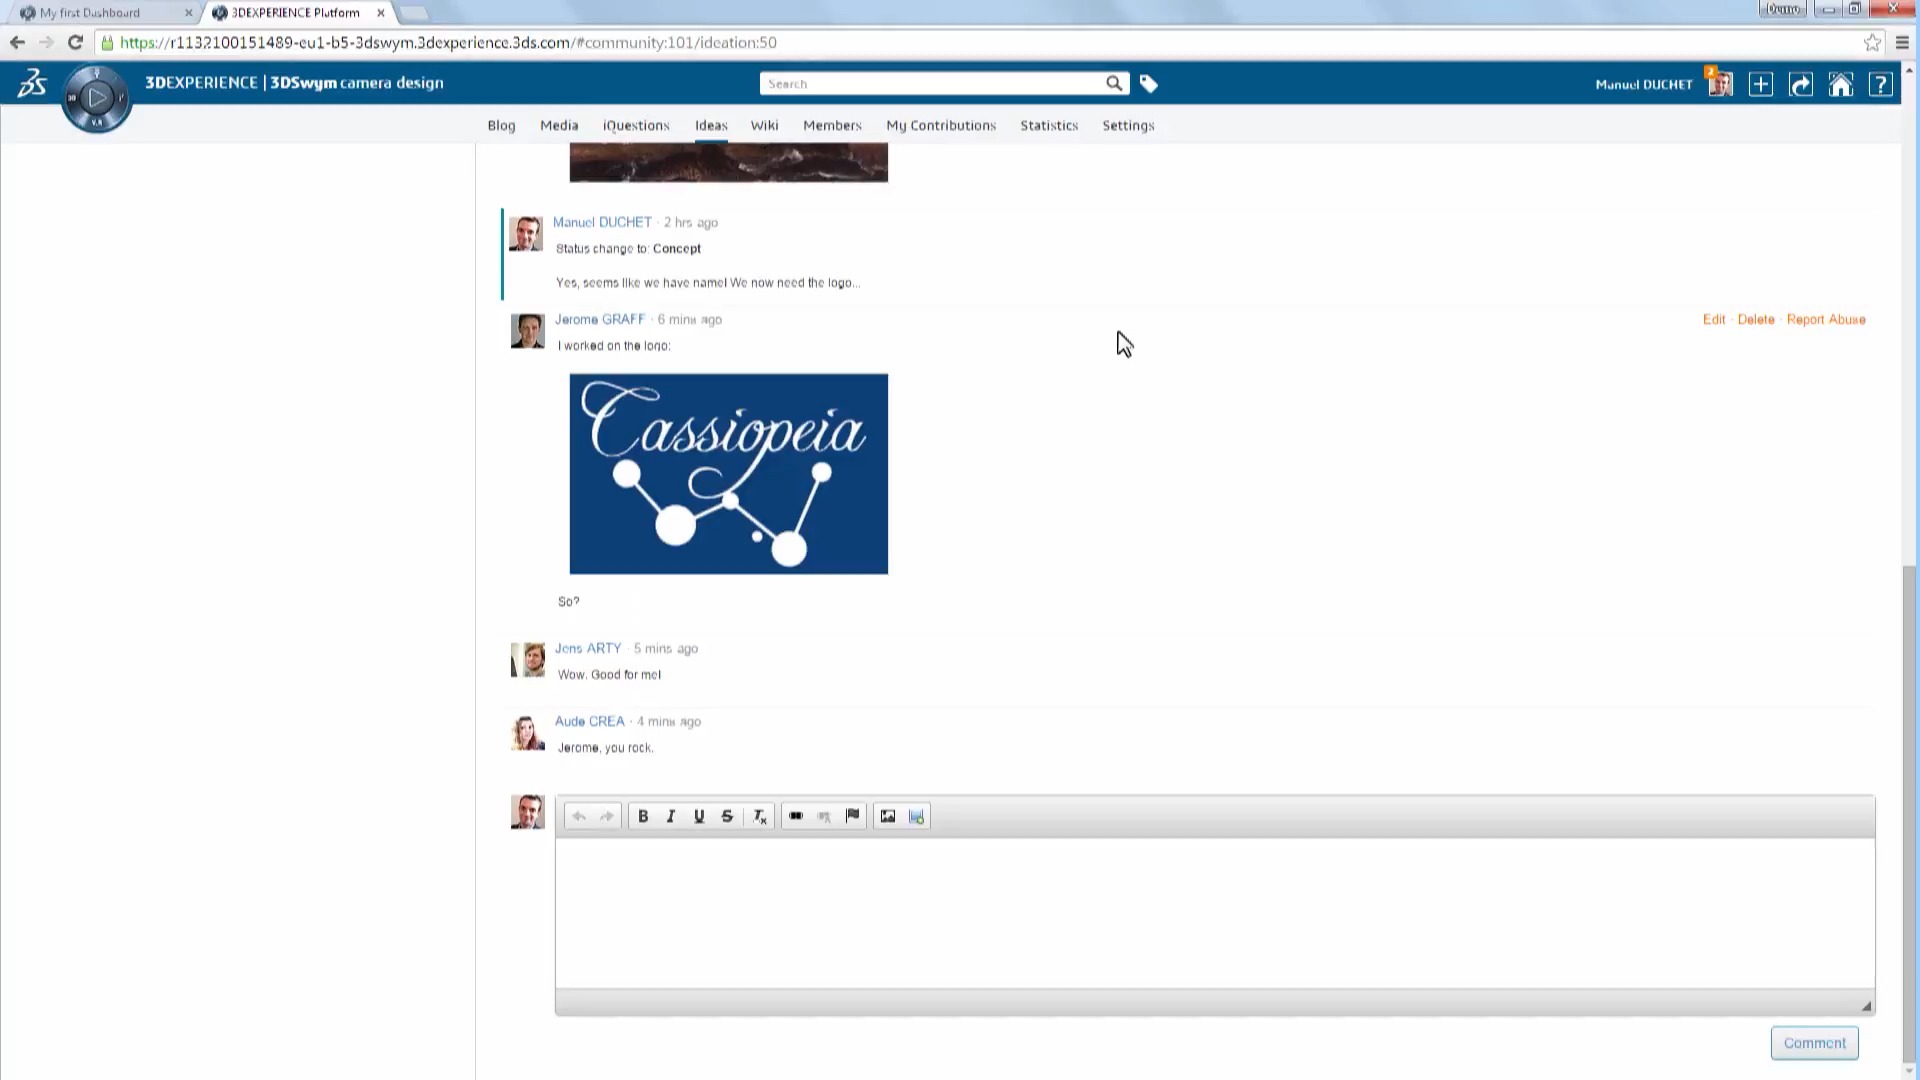 My first Dashboard
3DEXPERIENCE Platform
Demo
https://r1132100151489-eu1-b5-3dswym.3dexperience.3ds.com/#community:101/ideation:50
3DEXPERIENCE | 3DSwym camera design
Search
Manuel DUCHET
2
Blog
Media
iQuestions
Ideas
Wiki
Members
My Contributions
Statistics
Settings
Manuel DUCHET · 2 hrs ago
Status change to: Concept
Yes, seems like we have name! We now need the logo...
Jerome GRAFF · 6 mins ago
Edit · Delete · Report Abuse
I worked on the logo:
Cassiopeia
So?
Jens ARTY · 5 mins ago
Wow. Good for me!
Aude CREA · 4 mins ago
Jerome, you rock.
B I U S Tx
Comment